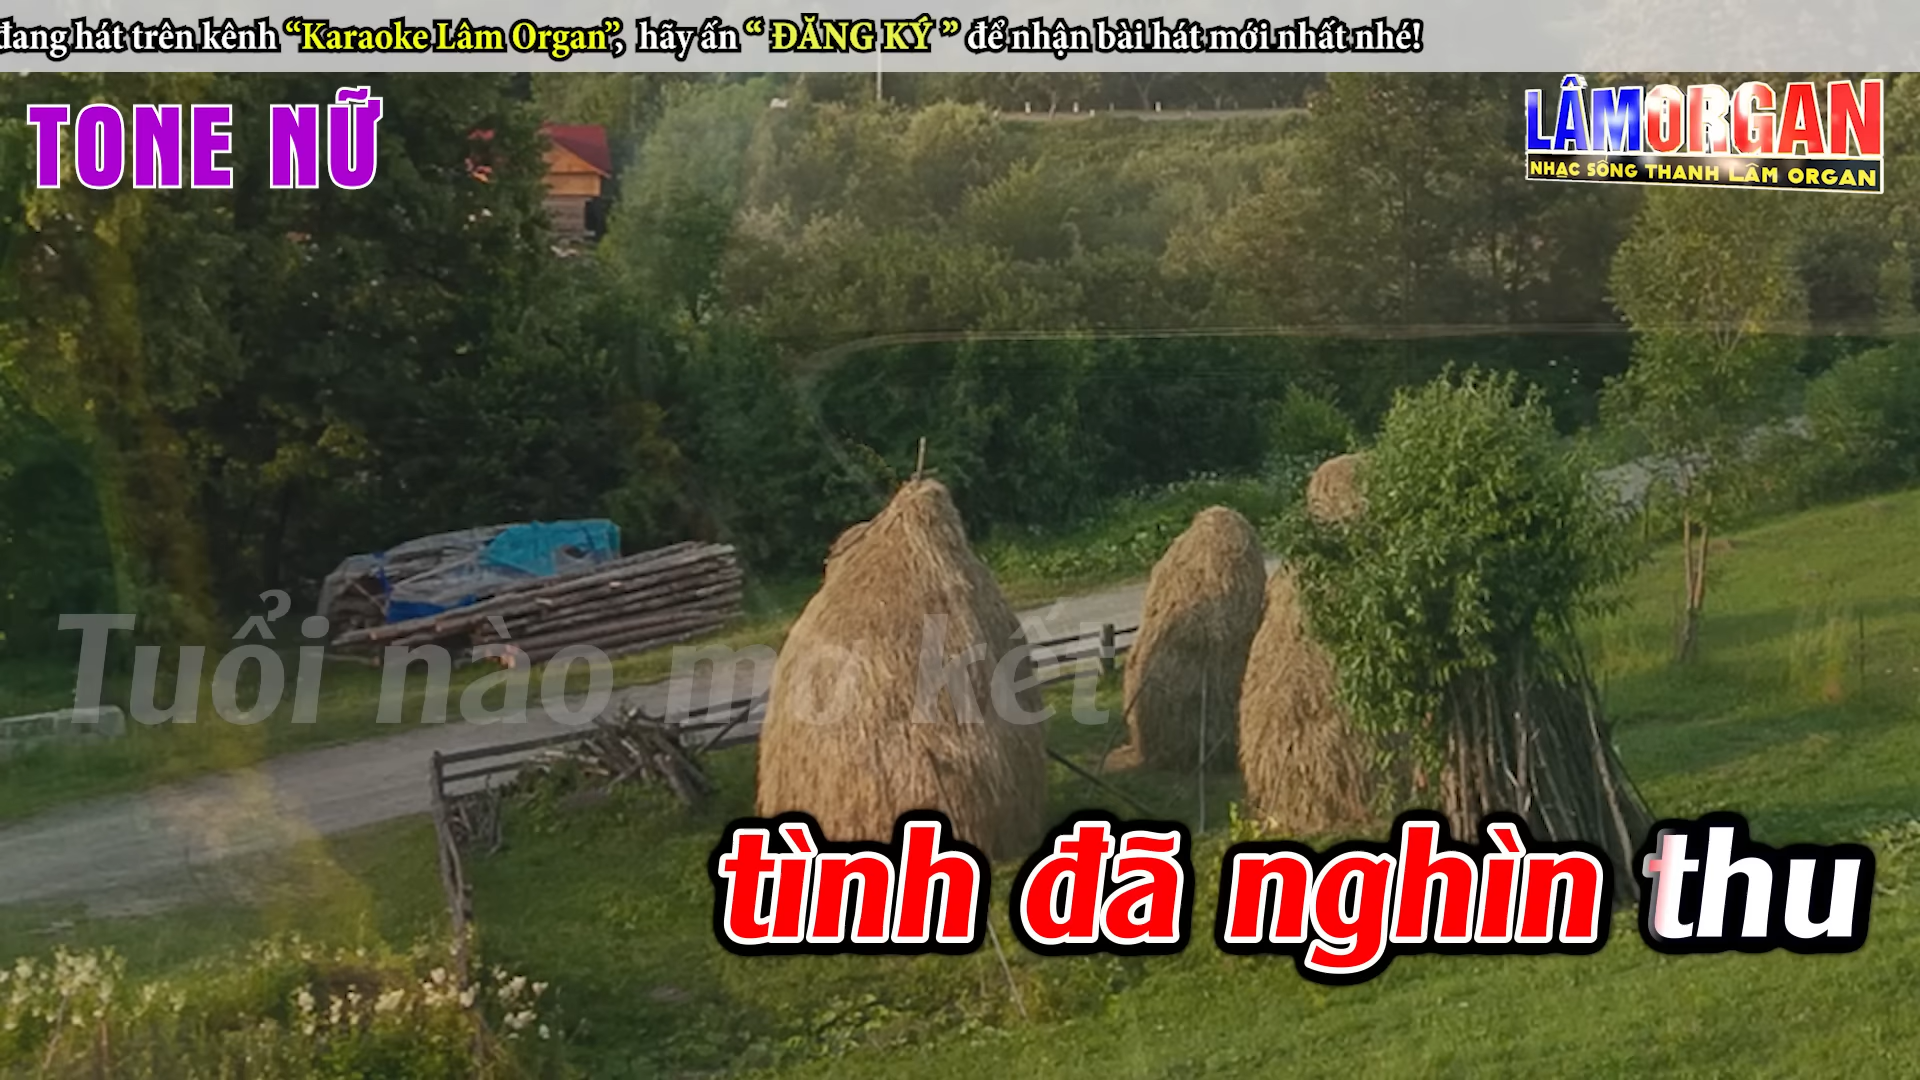 đang hát trên kênh “Karaoke Lâm Organ”, hãy ấn “ ĐĂNG KÝ ” để nhận bài hát mới nhất nhé!
TONE NỮ
LÂMORGAN
NHẠC SỐNG THANH LÂM ORGAN
Tuổi nào mơ kết
tình đã nghìn thu